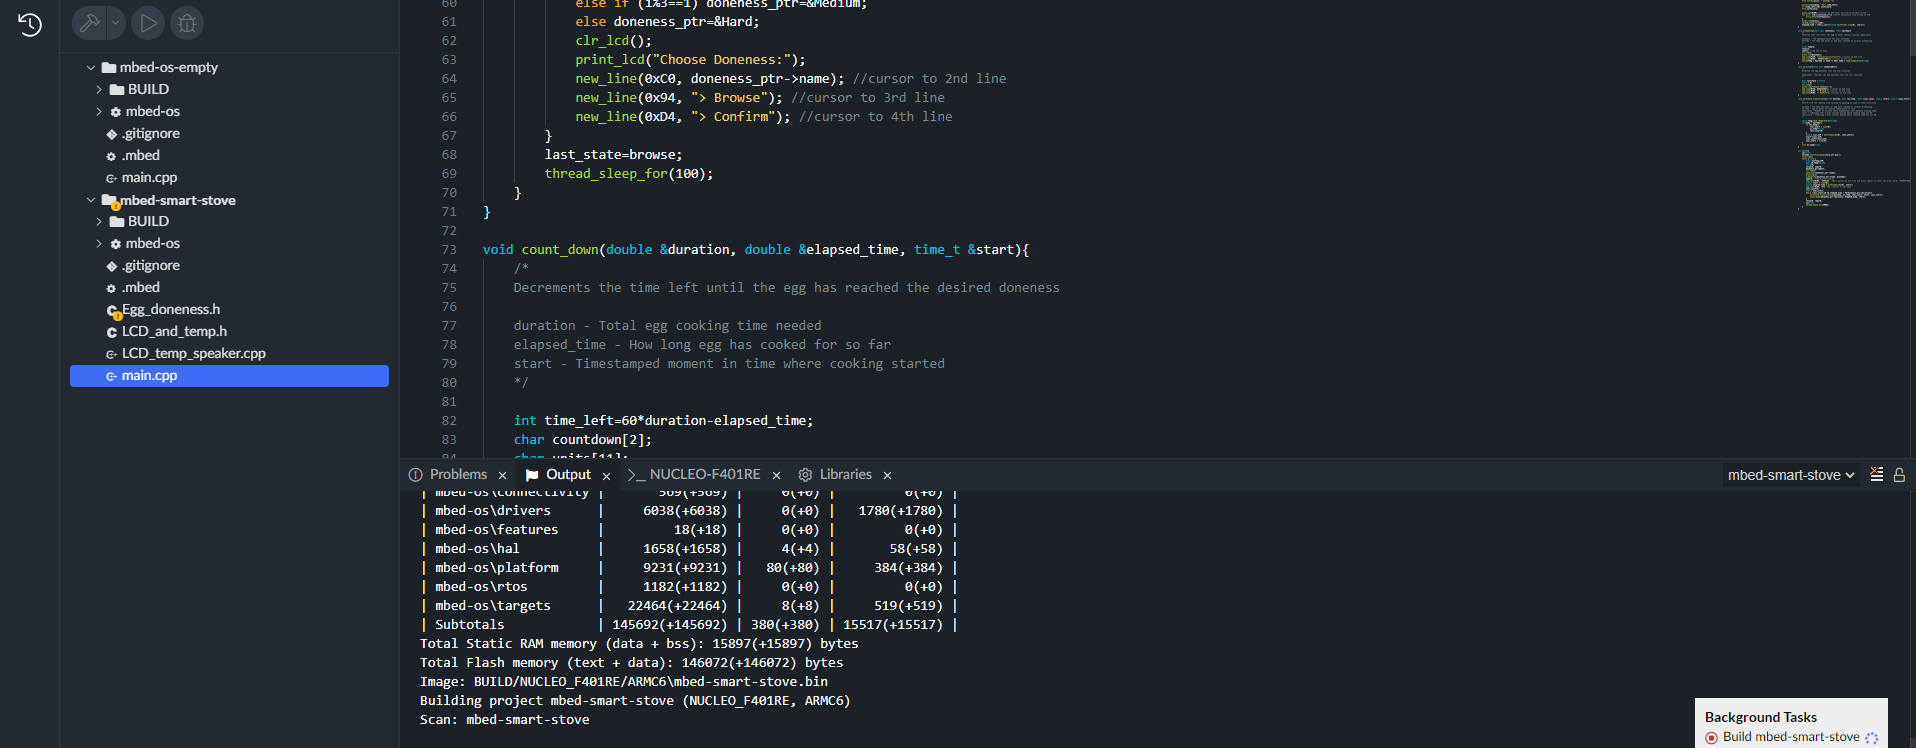 mbed-os-empty
BUILD
mbed-os
.gitignore
.mbed
main.cpp
mbed-smart-stove
BUILD
mbed-os
.gitignore
.mbed
Egg_doneness.h
LCD_and_temp.h
LCD_temp_speaker.cpp
main.cpp
60 else if (i%3==1) doneness_ptr=&Medium;
61 else doneness_ptr=&Hard;
62 clr_lcd();
63 print_lcd("Choose Doneness:");
64 new_line(0xC0, doneness_ptr->name); //cursor to 2nd line
65 new_line(0x94, "> Browse"); //cursor to 3rd line
66 new_line(0xD4, "> Confirm"); //cursor to 4th line
67 }
68 last_state=browse;
69 thread_sleep_for(100);
70 }
71 }
72
73 void count_down(double &duration, double &elapsed_time, time_t &start){
74 /*
75 Decrements the time left until the egg has reached the desired doneness
76
77 duration - Total egg cooking time needed
78 elapsed_time - How long egg has cooked for so far
79 start - Timestamped moment in time where cooking started
80 */
81
82 int time_left=60*duration-elapsed_time;
83 char countdown[2];
84 char units[11];
Problems × Output × >_ NUCLEO-F401RE × Libraries × mbed-smart-stove
| mbed-os\connectivity | 569(+569) | 0(+0) | 0(+0) |
| mbed-os\drivers | 6038(+6038) | 0(+0) | 1780(+1780) |
| mbed-os\features | 18(+18) | 0(+0) | 0(+0) |
| mbed-os\hal | 1658(+1658) | 4(+4) | 58(+58) |
| mbed-os\platform | 9231(+9231) | 80(+80) | 384(+384) |
| mbed-os\rtos | 1182(+1182) | 0(+0) | 0(+0) |
| mbed-os\targets | 22464(+22464) | 8(+8) | 519(+519) |
| Subtotals | 145692(+145692) | 380(+380) | 15517(+15517) |
Total Static RAM memory (data + bss): 15897(+15897) bytes
Total Flash memory (text + data): 146072(+146072) bytes
Image: BUILD/NUCLEO_F401RE/ARMC6\mbed-smart-stove.bin
Building project mbed-smart-stove (NUCLEO_F401RE, ARMC6)
Scan: mbed-smart-stove
Background Tasks
Build mbed-smart-stove